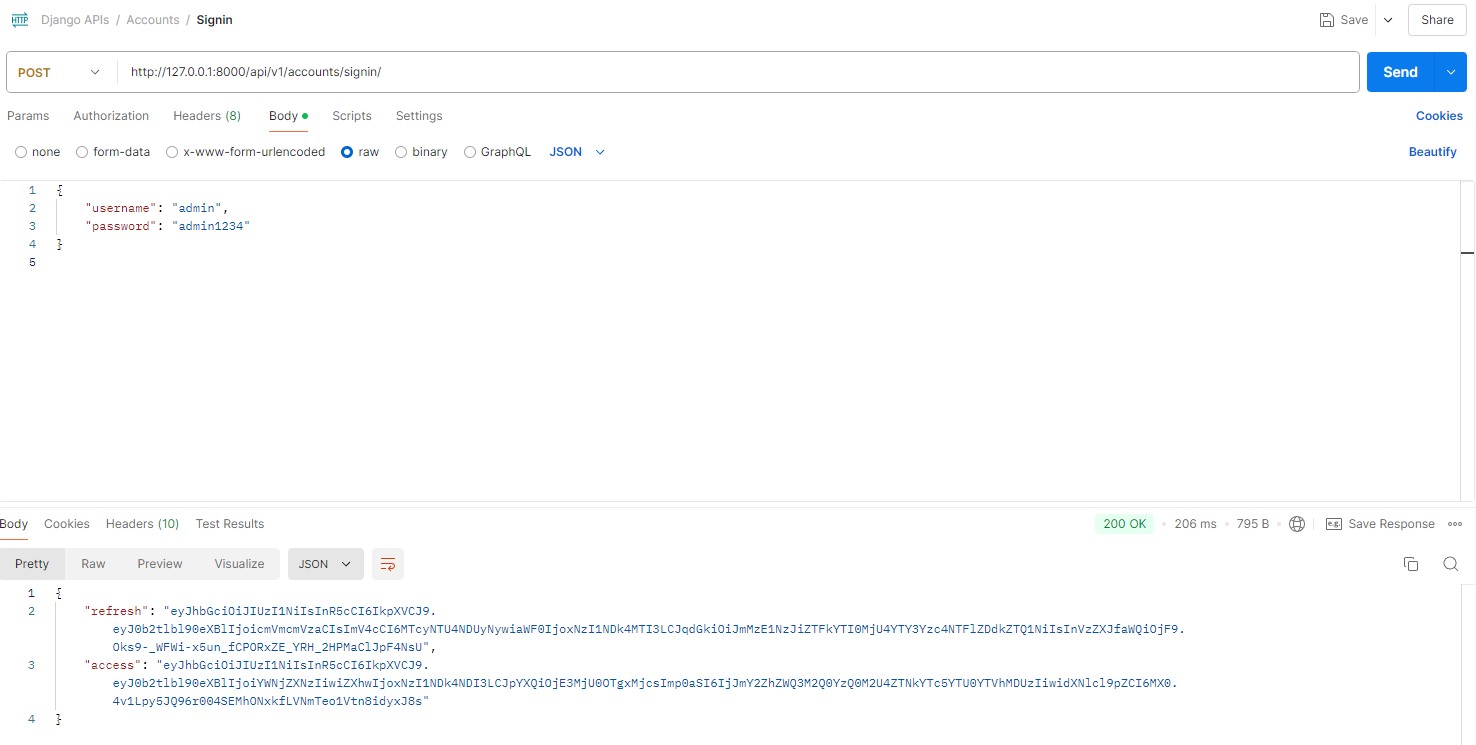 HTTP Django APIs / Accounts / Signin Save Share
POST http://127.0.0.1:8000/api/v1/accounts/signin/ Send
Params Authorization Headers (8) Body Scripts Settings Cookies
none form-data x-www-form-urlencoded raw binary GraphQL JSON Beautify
1 {
2 "username": "admin",
3 "password": "admin1234"
4 }
5
Body Cookies Headers (10) Test Results 200 OK 206 ms 795 B e.g. Save Response
Pretty Raw Preview Visualize JSON
1 {
2 "refresh": "eyJhbGciOiJIUzI1NiIsInR5cCI6IkpXVCJ9.
eyJ0b2tlbl90eXBlIjoicmVmcmVzaCIsImV4cCI6MTcyNTU4NDUyNywiaWF0IjoxNzI1NDk4MTI3LCJqdGkiOiJmMzE1NzJiZTFkYTI0MjU4YTY3Yzc4NTFlZDdkZTQ1NiIsInVzZXJfaWQiOjF9.
Oks9-_WFWi-x5un_fCPORxZE_YRH_2HPMaClJpF4NsU",
3 "access": "eyJhbGciOiJIUzI1NiIsInR5cCI6IkpXVCJ9.
eyJ0b2tlbl90eXBlIjoiYWNjZXNzIiwiZXhwIjoxNzI1NDk4NDI3LCJpYXQiOjE3MjU0OTgxMjcsImp0aSI6IjJmY2ZhZWQ3M2Q0YzQ0M2U4ZTNkYTc5YTU0YTVhMDUzIiwidXNlcl9pZCI6MX0.
4v1Lpy5JQ96r004SEMhONxkfLVNmTeo1Vtn8idyxJ8s"
4 }